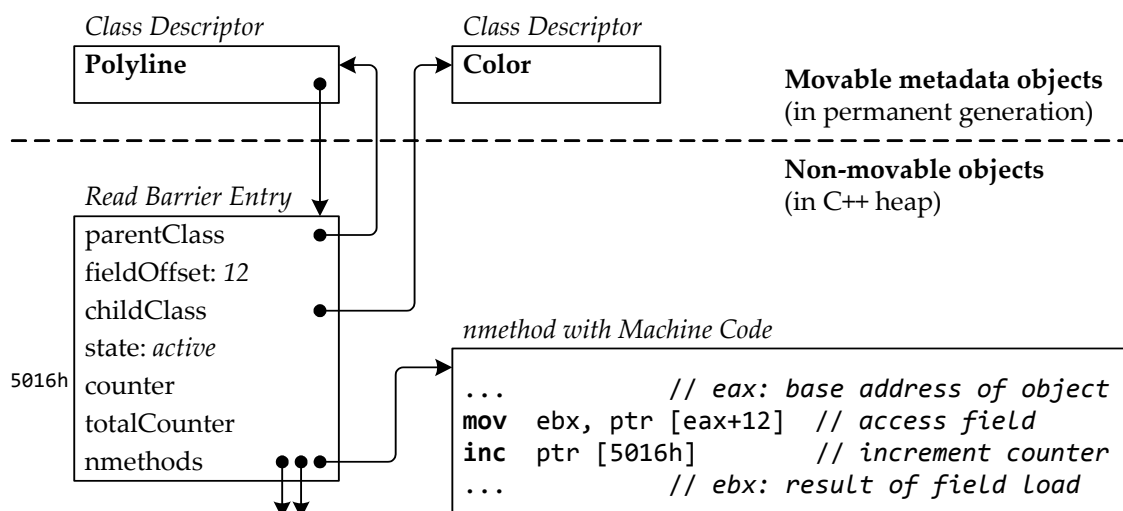 Class Descriptor
Polyline
Class Descriptor
Color
Movable metadata objects
(in permanent generation)
Non-movable objects
(in C++ heap)
Read Barrier Entry
parentClass
fieldOffset: 12
childClass
state: active
5016h
counter
totalCounter
nmethods
nmethod with Machine Code
... // eax: base address of object
mov ebx, ptr [eax+12] // access field
inc ptr [5016h] // increment counter
... // ebx: result of field load